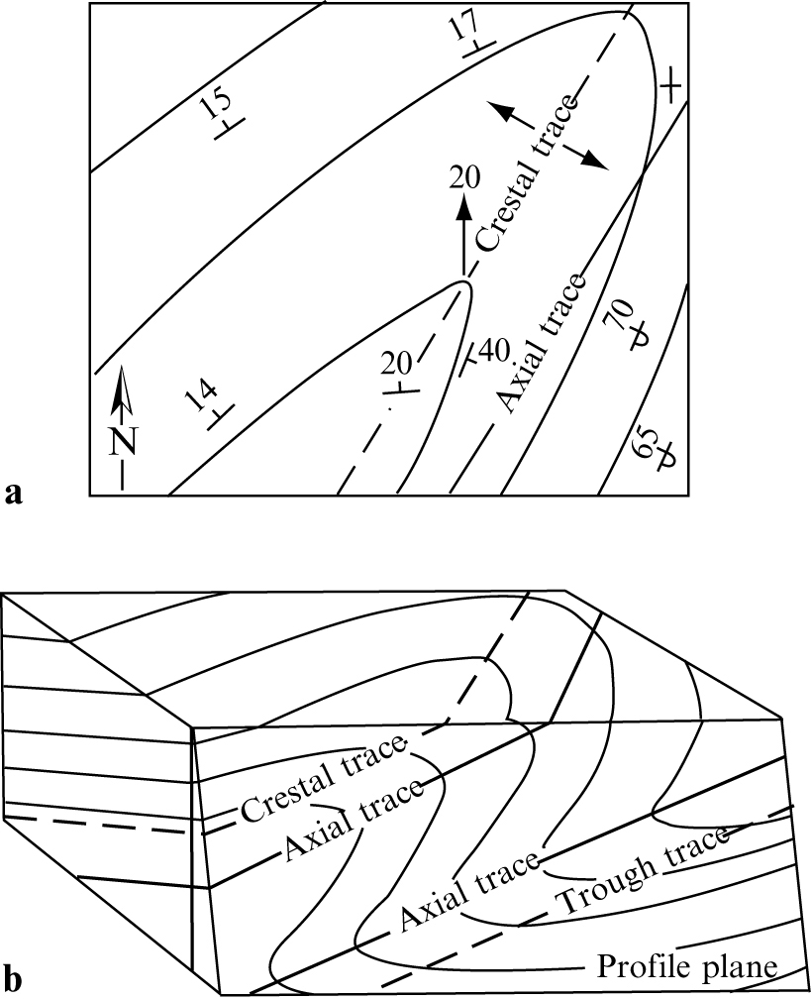 17
15
20
Crestal trace
Axial trace
70
40
20
14
65
N
a
Crestal trace
Axial trace
Axial trace
Trough trace
Profile plane
b